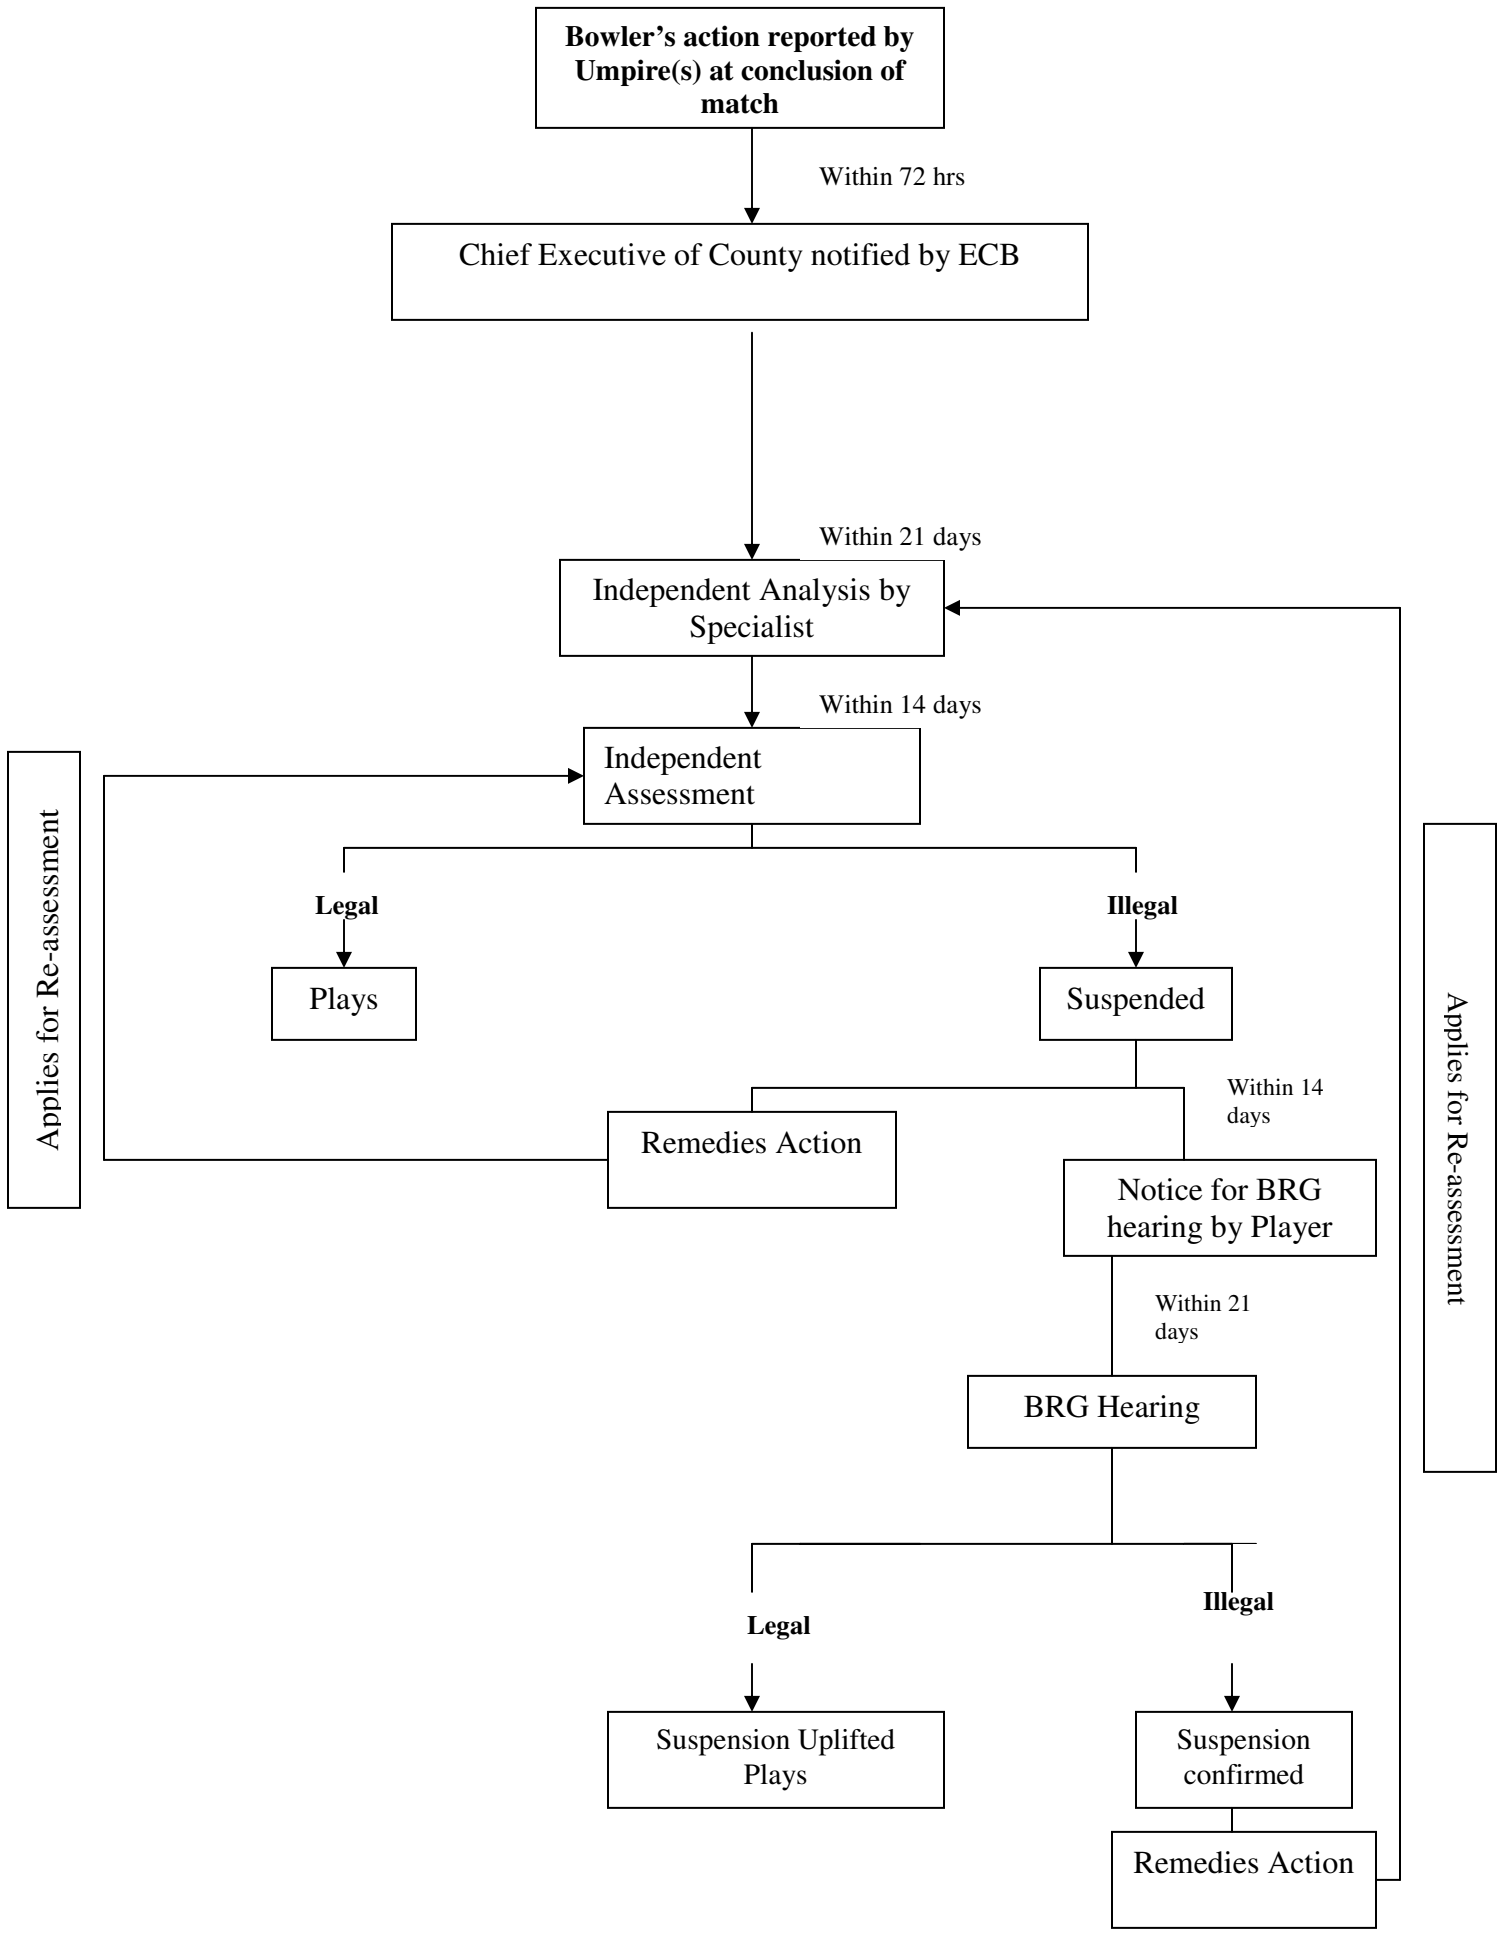 Bowler’s action reported by
Umpire(s) at conclusion of
match
Within 72 hrs
Chief Executive of County notified by ECB
Within 21 days
Independent Analysis by
Specialist
Within 14 days
Independent
Assessment
Applies for Re-assessment
Legal
Illegal
Plays
Suspended
Applies for Re-assessment
Within 14
days
Remedies Action
Notice for BRG
hearing by Player
Within 21
days
BRG Hearing
Legal
Illegal
Suspension Uplifted
Plays
Suspension
confirmed
Remedies Action